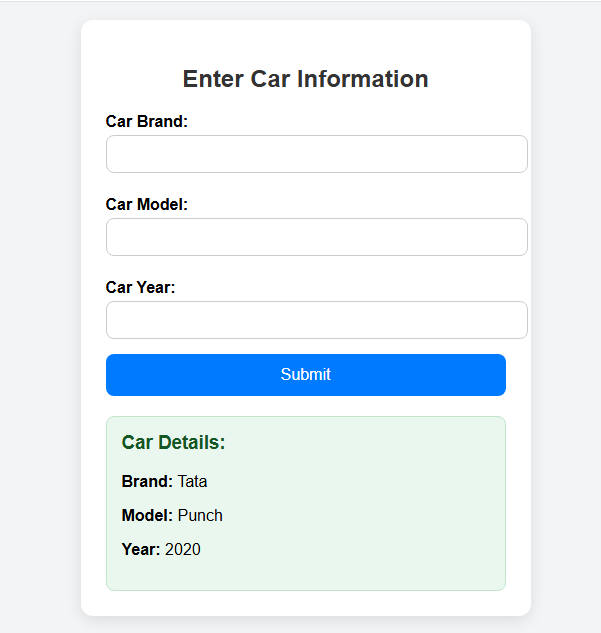 Enter Car Information
Car Brand:
Car Model:
Car Year:
Submit
Car Details:
Brand: Tata
Model: Punch
Year: 2020